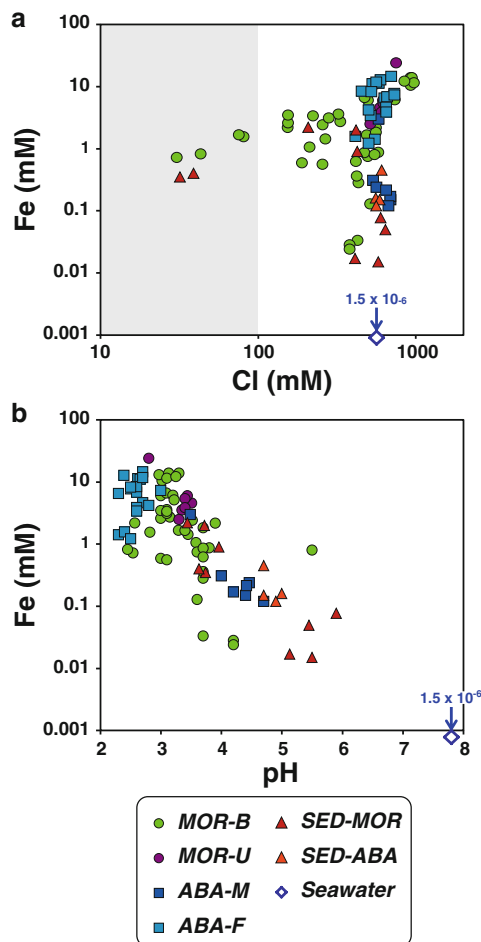 a
Fe (mM)
100
10
1
0.1
0.01
0.001
1.5 x 10-6
10 100 1000
Cl (mM)
b
Fe (mM)
100
10
1
0.1
0.01
0.001
1.5 x 10-6
2 3 4 5 6 7 8
pH
MOR-B SED-MOR
MOR-U SED-ABA
ABA-M Seawater
ABA-F